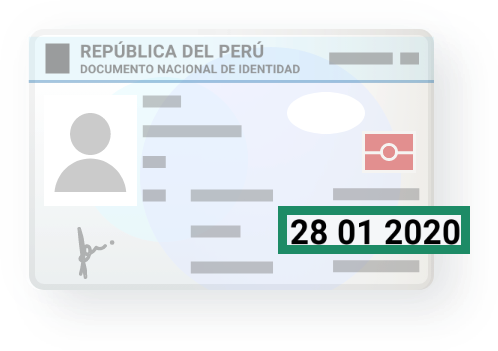 REPÚBLICA DEL PERÚ
DOCUMENTO NACIONAL DE IDENTIDAD
28 01 2020